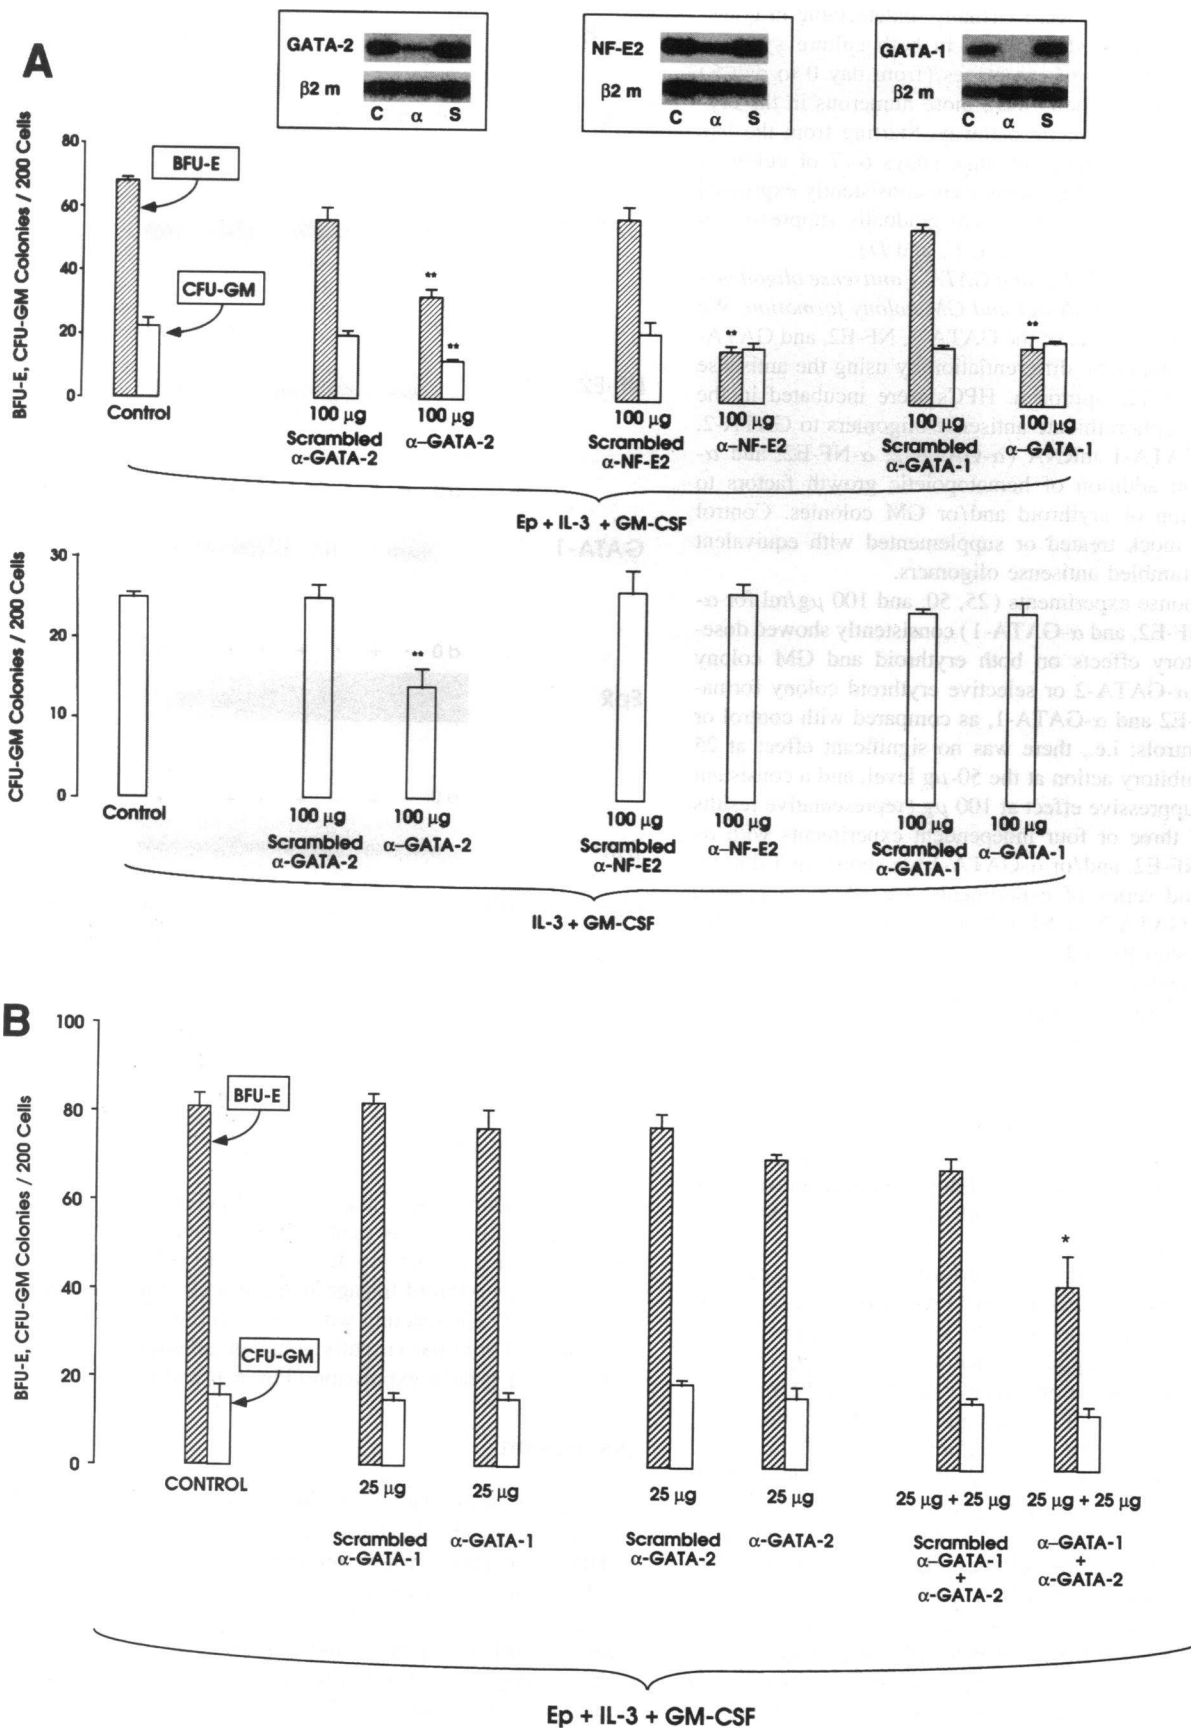 A
GATA-2
β2 m
C α S
NF-E2
β2 m
C α S
GATA-1
β2 m
C α S
BFU-E, CFU-GM Colonies / 200 Cells
80
60
40
20
0
BFU-E
CFU-GM
**
**
**
**
Control
100 µg
Scrambled
α-GATA-2
100 µg
α–GATA-2
100 µg
Scrambled
α-NF-E2
100 µg
α–NF-E2
100 µg
Scrambled
α-GATA-1
100 µg
α–GATA-1
Ep + IL-3 + GM-CSF
CFU-GM Colonies / 200 Cells
30
20
10
0
**
Control
100 µg
Scrambled
α-GATA-2
100 µg
α–GATA-2
100 µg
Scrambled
α-NF-E2
100 µg
α–NF-E2
100 µg
Scrambled
α-GATA-1
100 µg
α–GATA-1
IL-3 + GM-CSF
B
BFU-E, CFU-GM Colonies / 200 Cells
100
80
60
40
20
0
BFU-E
CFU-GM
*
CONTROL
25 µg
Scrambled
α-GATA-1
25 µg
α-GATA-1
25 µg
Scrambled
α-GATA-2
25 µg
α-GATA-2
25 µg + 25 µg
Scrambled
α–GATA-1
+
α-GATA-2
25 µg + 25 µg
α–GATA-1
+
α-GATA-2
Ep + IL-3 + GM-CSF